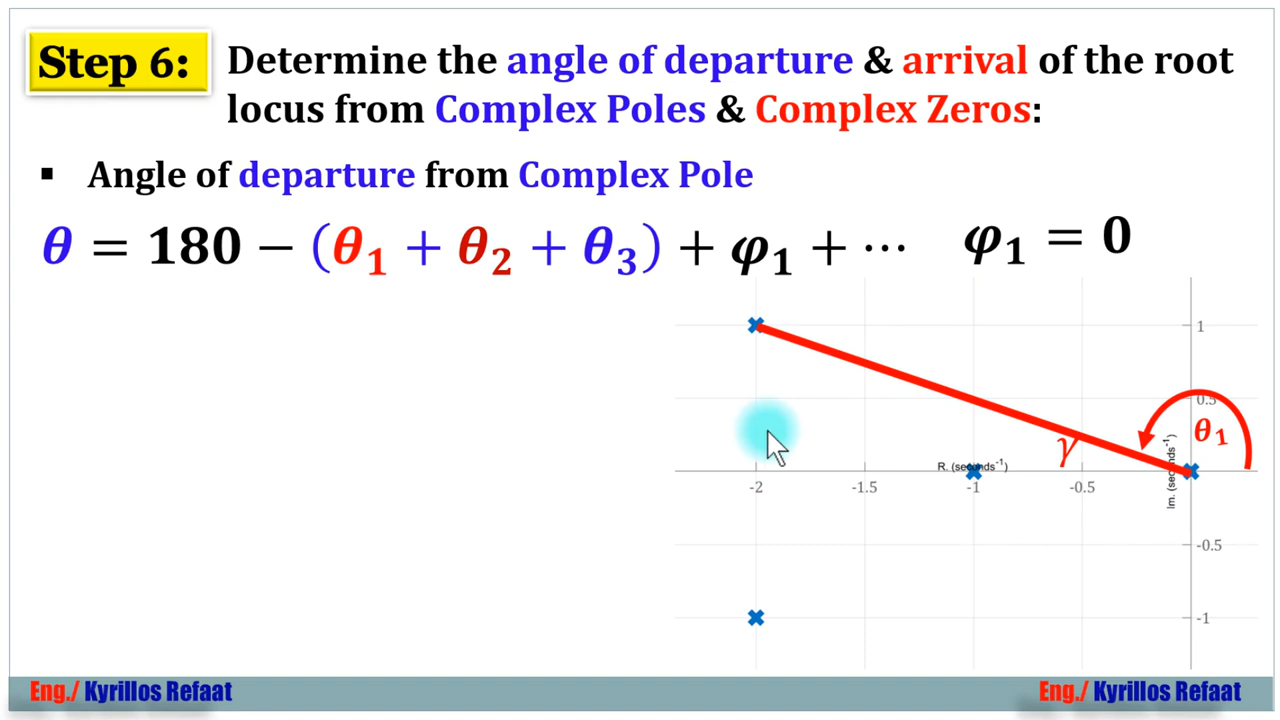 Step 6:
Determine the angle of departure & arrival of the root
locus from Complex Poles & Complex Zeros:
▪ Angle of departure from Complex Pole
θ = 180 − (θ₁ + θ₂ + θ₃) + φ₁ + ⋯
φ₁ = 0
1
0.5
θ₁
γ
R. (seconds⁻¹)
Im. (seconds⁻¹)
-2 -1.5 -1 -0.5
-0.5
-1
Eng./ Kyrillos Refaat
Eng./ Kyrillos Refaat